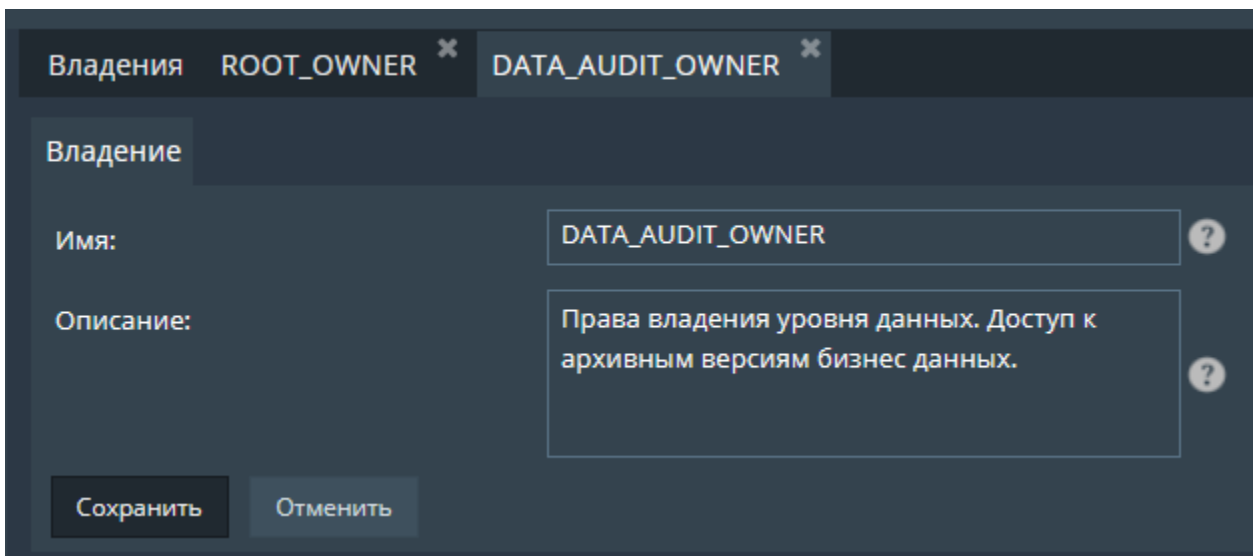 Владения ROOT_OWNER DATA_AUDIT_OWNER
Владение
Имя: DATA_AUDIT_OWNER
Описание: Права владения уровня данных. Доступ к
архивным версиям бизнес данных.
Сохранить Отменить